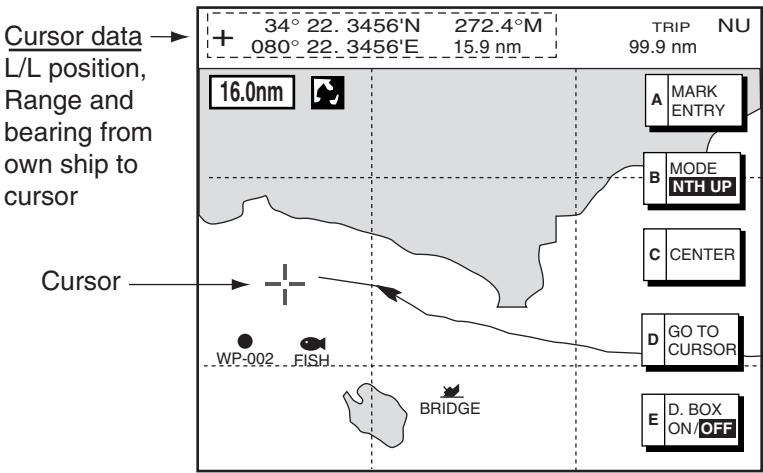 Cursor data
L/L position,
Range and
bearing from
own ship to
cursor
Cursor
+ 34° 22. 3456'N 272.4°M
080° 22. 3456'E 15.9 nm
TRIP NU
99.9 nm
16.0nm
A MARK
ENTRY
B MODE
NTH UP
C CENTER
D GO TO
CURSOR
E D. BOX
ON/OFF
WP-002 FISH
BRIDGE